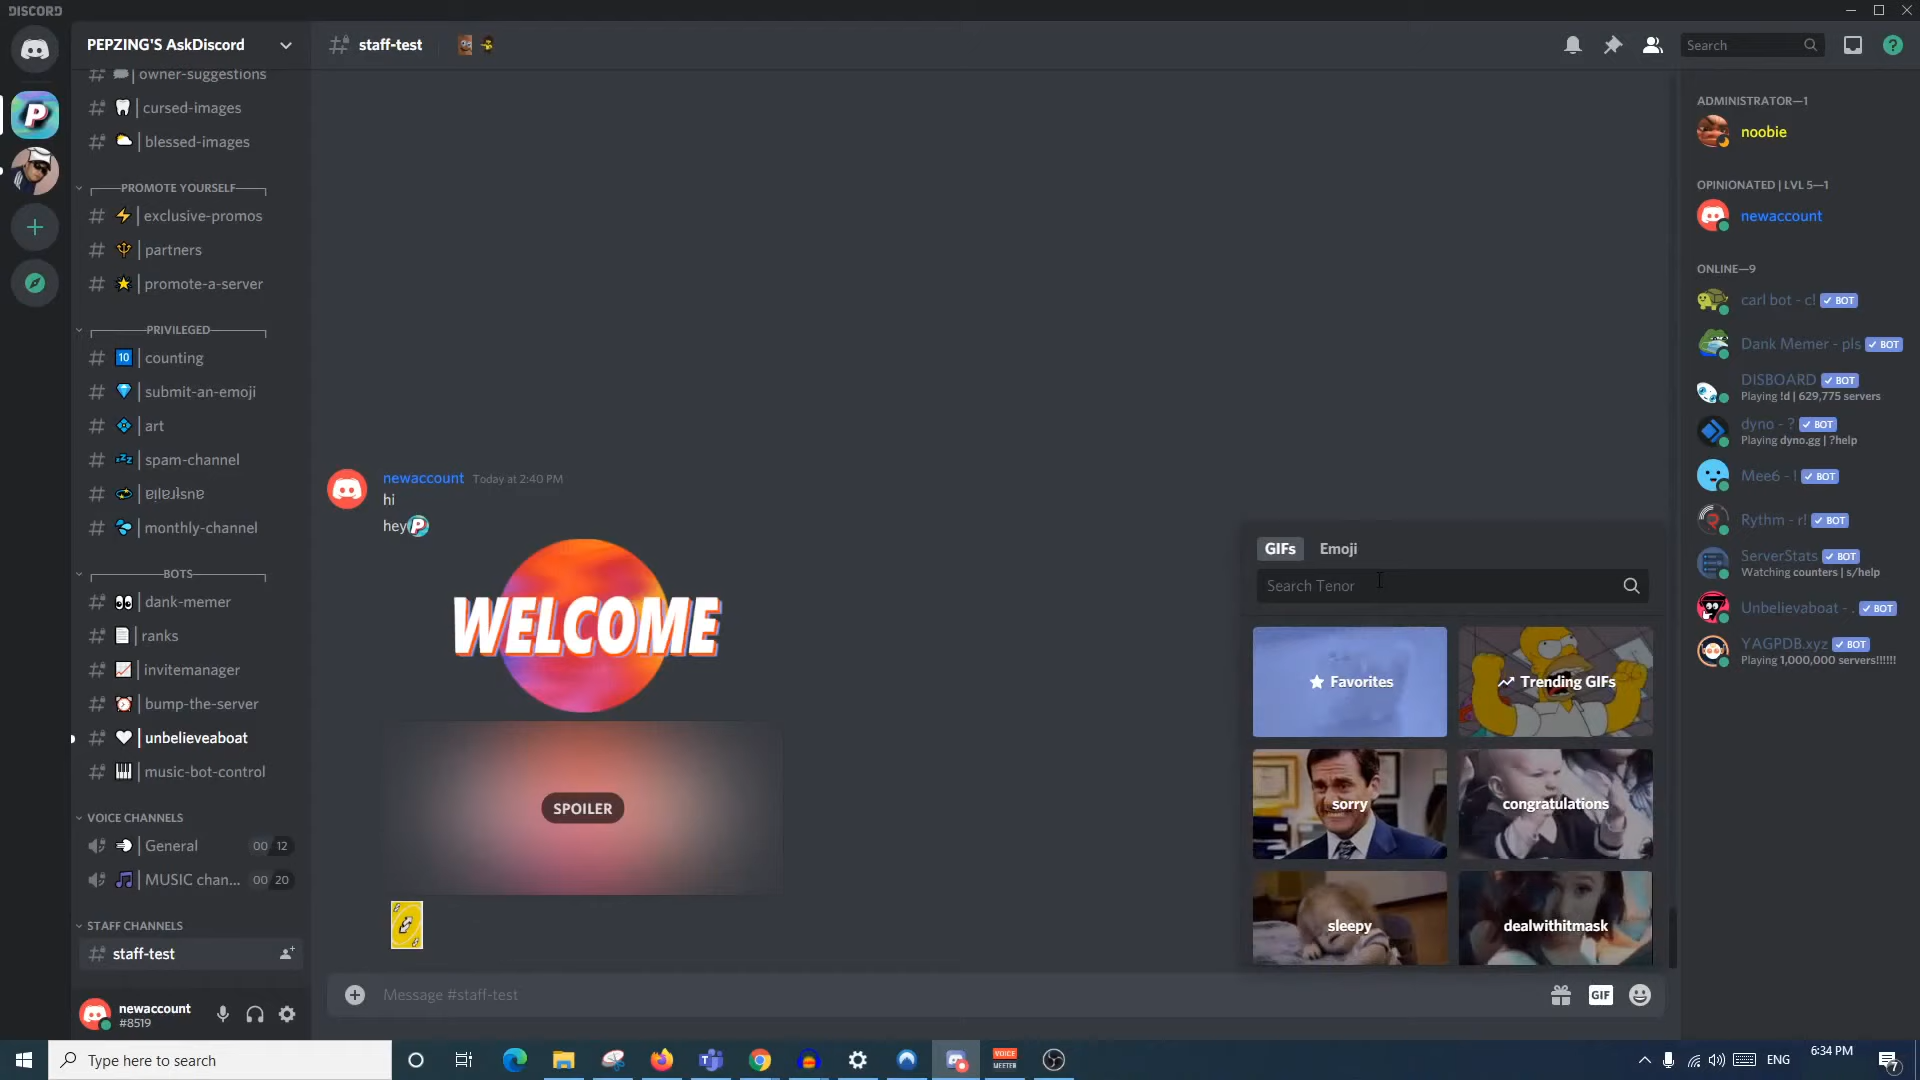 DISCORD
PEPZING'S AskDiscord
owner-suggestions
cursed-images
blessed-images
PROMOTE YOURSELF
exclusive-promos
partners
promote-a-server
PRIVILEGED
counting
submit-an-emoji
art
spam-channel
monthly-channel
BOTS
dank-memer
ranks
invitemanager
bump-the-server
unbelieveaboat
music-bot-control
VOICE CHANNELS
General 00 12
MUSIC chan... 00 20
STAFF CHANNELS
staff-test
newaccount
#8519
staff-test
Search
newaccount Today at 2:40 PM
hi
hey
WELCOME
SPOILER
GIFs Emoji
Search Tenor
Favorites
Trending GIFs
sorry
congratulations
sleepy
dealwithitmask
Message #staff-test
GIF
ADMINISTRATOR—1
noobie
OPINIONATED | LVL 5—1
newaccount
ONLINE—9
carl bot - c! ✓ BOT
Dank Memer - pls ✓ BOT
DISBOARD ✓ BOT
Playing !d | 629,775 servers
dyno - ? ✓ BOT
Playing dyno.gg | ?help
Mee6 - ! ✓ BOT
Rythm - r! ✓ BOT
ServerStats ✓ BOT
Watching counters | s/help
Unbelievaboat - . ✓ BOT
YAGPDB.xyz ✓ BOT
Playing 1,000,000 servers!!!!!!
Type here to search
VOICE
MEETER
ENG
6:34 PM
7